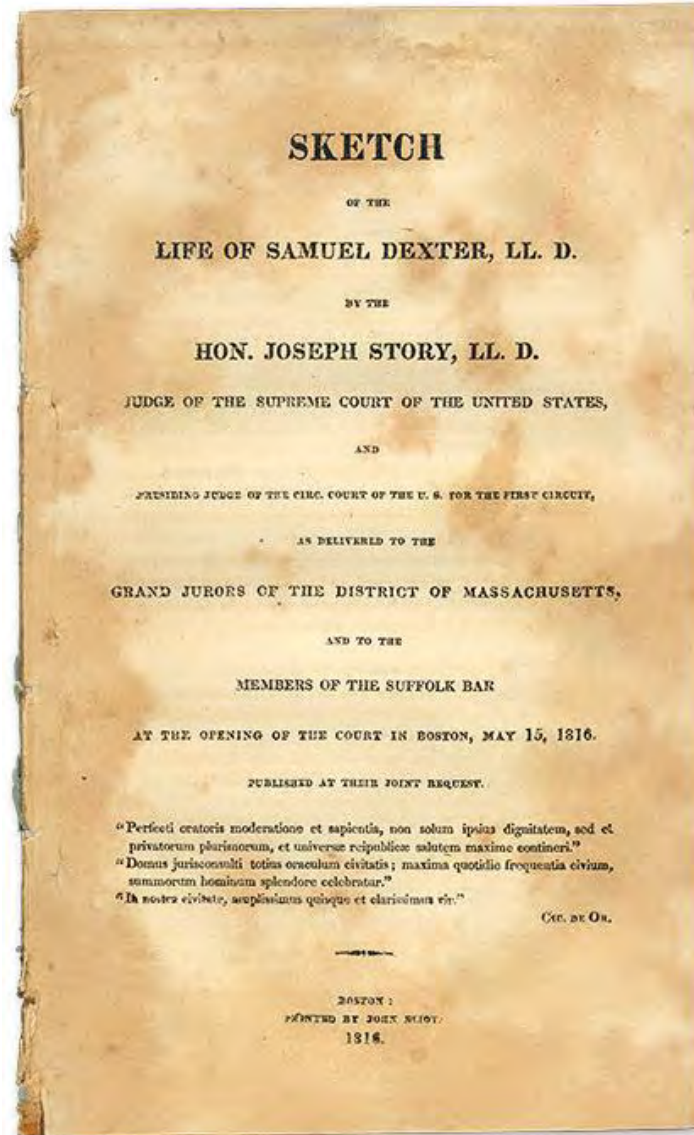 SKETCH
OF THE
LIFE OF SAMUEL DEXTER, LL. D.
BY THE
HON. JOSEPH STORY, LL. D.
JUDGE OF THE SUPREME COURT OF THE UNITED STATES,
AND
PRESIDING JUDGE OF THE CIRC. COURT OF THE U. S. FOR THE FIRST CIRCUIT,
AS DELIVERED TO THE
GRAND JURORS OF THE DISTRICT OF MASSACHUSETTS,
AND TO THE
MEMBERS OF THE SUFFOLK BAR
AT THE OPENING OF THE COURT IN BOSTON, MAY 15, 1816.
PUBLISHED AT THEIR JOINT REQUEST.
"Perfecti oratoris moderatione et sapientia, non solum ipsius dignitatem, sed et
privatorum plurimorum, et universæ reipublicæ salutem maxime contineri."
"Domus jurisconsulti totius oraculum civitatis; maxima quotidie frequentia civium,
summorum hominum splendore celebratur."
"In nostra civitate, amplissimus quisque et clarissimus vir."
CIC. DE OR.
BOSTON:
PRINTED BY JOHN ELIOT.
1816.